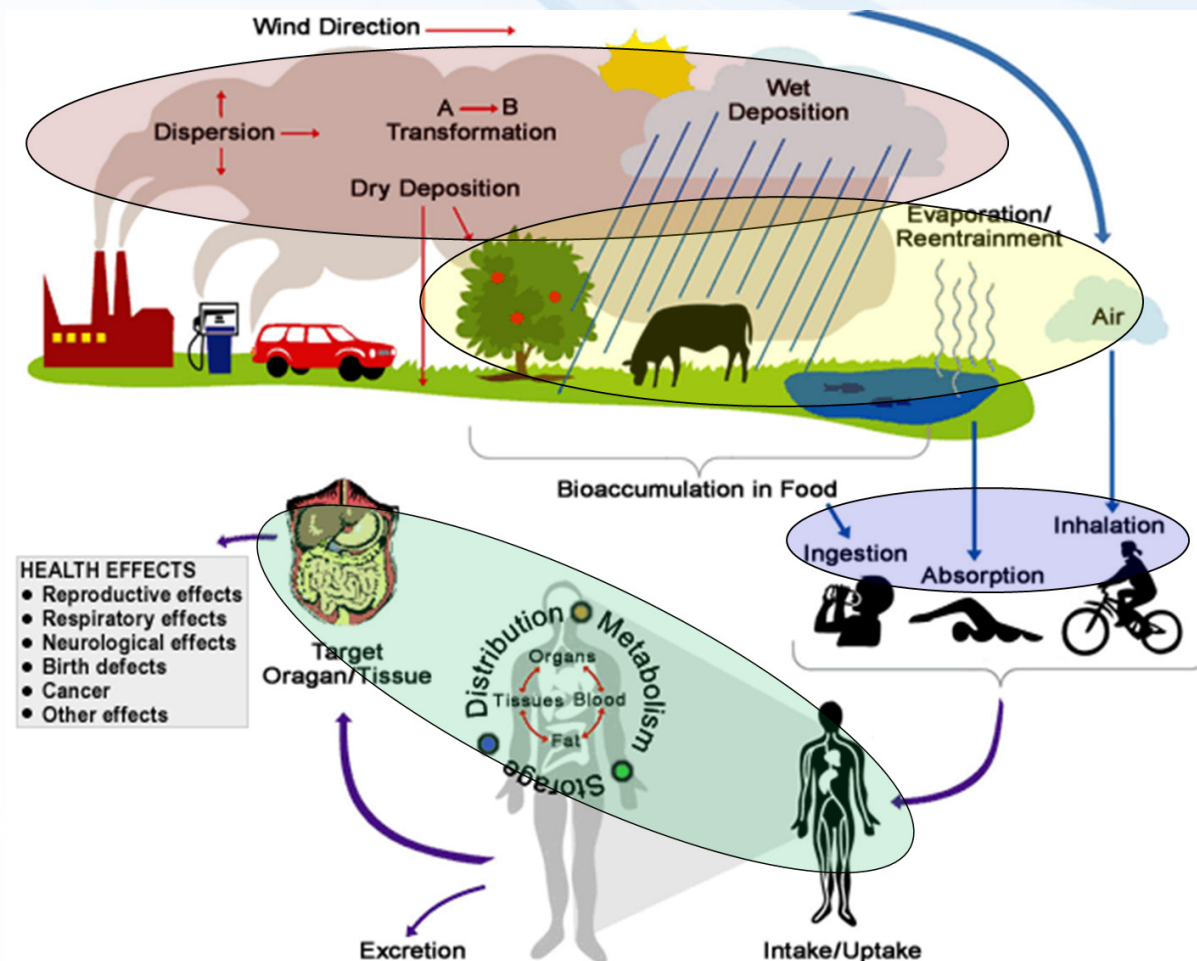 Wind Direction
Dispersion
A → B
Transformation
Wet
Deposition
Dry Deposition
Evaporation/
Reentrainment
Air
Bioaccumulation in Food
Ingestion
Absorption
Inhalation
HEALTH EFFECTS
● Reproductive effects
● Respiratory effects
● Neurological effects
● Birth defects
● Cancer
● Other effects
Target
Oragan/Tissue
Distribution
Metabolism
Storage
Organs
Tissues Blood
Fat
Excretion
Intake/Uptake